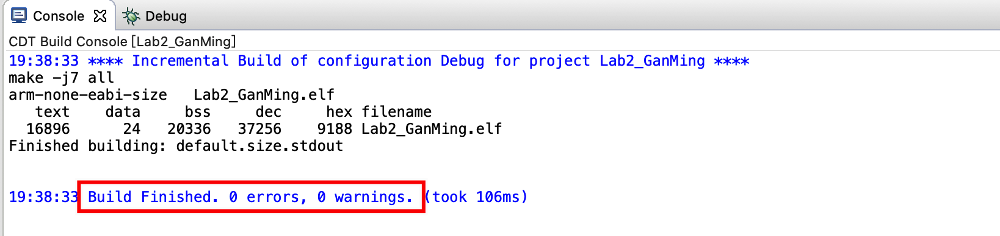 Console Debug
CDT Build Console [Lab2_GanMing]
19:38:33 **** Incremental Build of configuration Debug for project Lab2_GanMing ****
make -j7 all
arm-none-eabi-size   Lab2_GanMing.elf
   text    data     bss     dec     hex filename
  16896      24   20336   37256    9188 Lab2_GanMing.elf
Finished building: default.size.stdout
19:38:33 Build Finished. 0 errors, 0 warnings. (took 106ms)